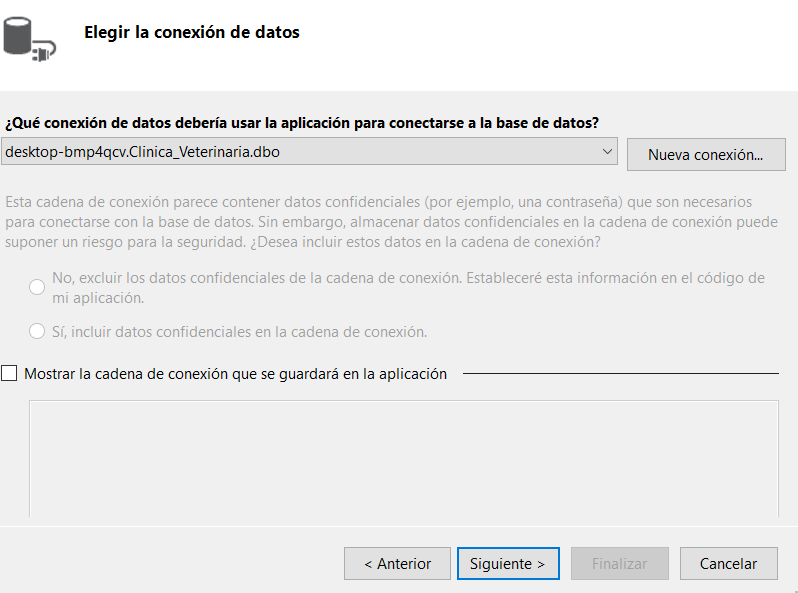 Elegir la conexión de datos
¿Qué conexión de datos debería usar la aplicación para conectarse a la base de datos?
desktop-bmp4qcv.Clinica_Veterinaria.dbo
Nueva conexión...
Esta cadena de conexión parece contener datos confidenciales (por ejemplo, una contraseña) que son necesarios
para conectarse con la base de datos. Sin embargo, almacenar datos confidenciales en la cadena de conexión puede
suponer un riesgo para la seguridad. ¿Desea incluir estos datos en la cadena de conexión?
No, excluir los datos confidenciales de la cadena de conexión. Estableceré esta información en el código de
mi aplicación.
Sí, incluir datos confidenciales en la cadena de conexión.
Mostrar la cadena de conexión que se guardará en la aplicación
< Anterior
Siguiente >
Finalizar
Cancelar